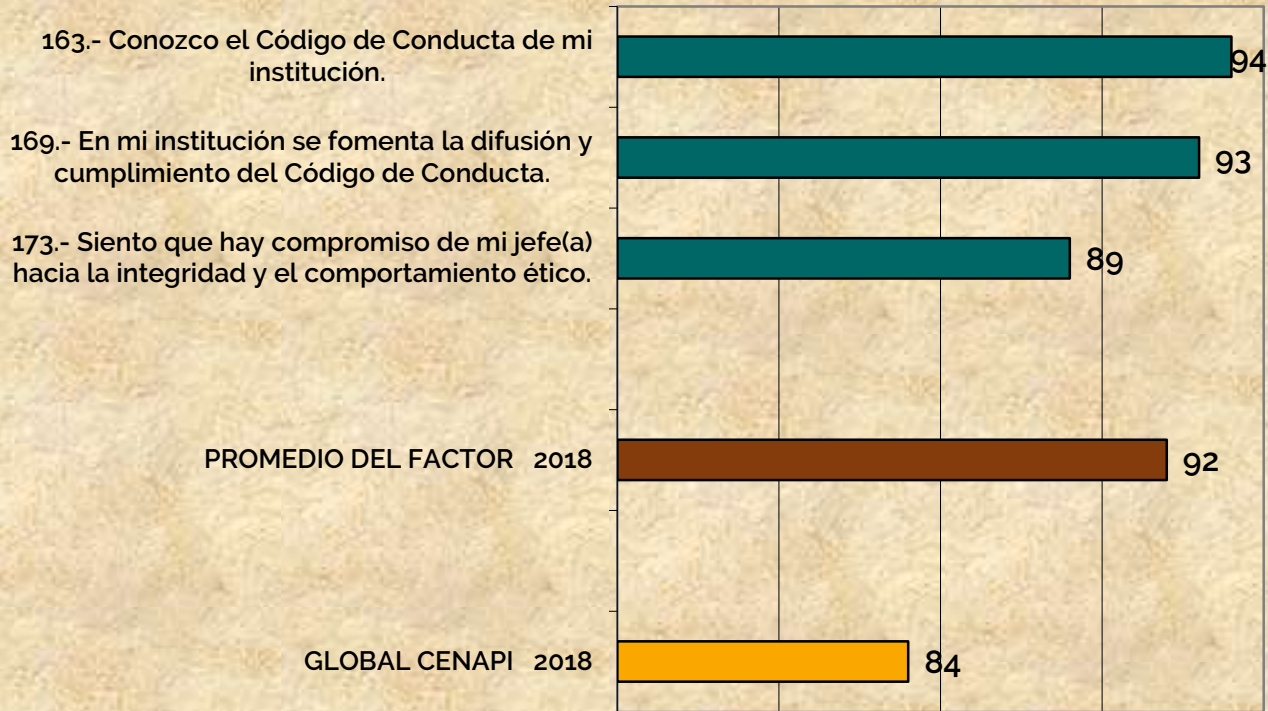 163.- Conozco el Código de Conducta de mi
institución.
94
169.- En mi institución se fomenta la difusión y
cumplimiento del Código de Conducta.
93
173.- Siento que hay compromiso de mi jefe(a)
hacia la integridad y el comportamiento ético.
89
PROMEDIO DEL FACTOR 2018
92
GLOBAL CENAPI 2018
84